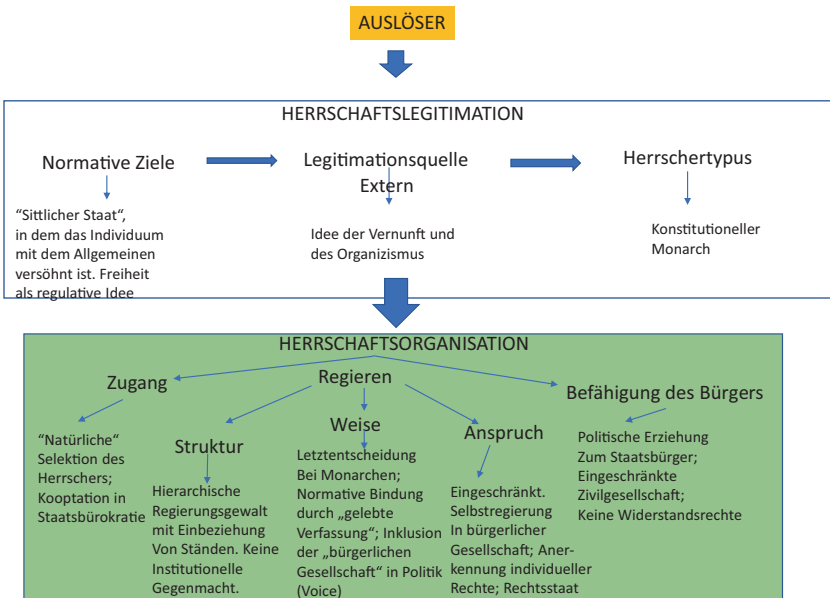 AUSLÖSER
HERRSCHAFTSLEGITIMATION
Normative Ziele
“Sittlicher Staat“,
in dem das Individuum
mit dem Allgemeinen
versöhnt ist. Freiheit
als regulative Idee
Legitimationsquelle
Extern
Idee der Vernunft und
des Organizismus
Herrschertypus
Konstitutioneller
Monarch
HERRSCHAFTSORGANISATION
Zugang
“Natürliche“
Selektion des
Herrschers;
Kooptation in
Staatsbürokratie
Regieren
Struktur
Hierarchische
Regierungsgewalt
mit Einbeziehung
Von Ständen. Keine
Institutionelle
Gegenmacht.
Weise
Letztentscheidung
Bei Monarchen;
Normative Bindung
durch „gelebte
Verfassung“; Inklusion
der „bürgerlichen
Gesellschaft“ in Politik
(Voice)
Anspruch
Eingeschränkt.
Selbstregierung
In bürgerlicher
Gesellschaft; Aner-
kennung individueller
Rechte; Rechtsstaat
Befähigung des Bürgers
Politische Erziehung
Zum Staatsbürger;
Eingeschränkte
Zivilgesellschaft;
Keine Widerstandsrechte